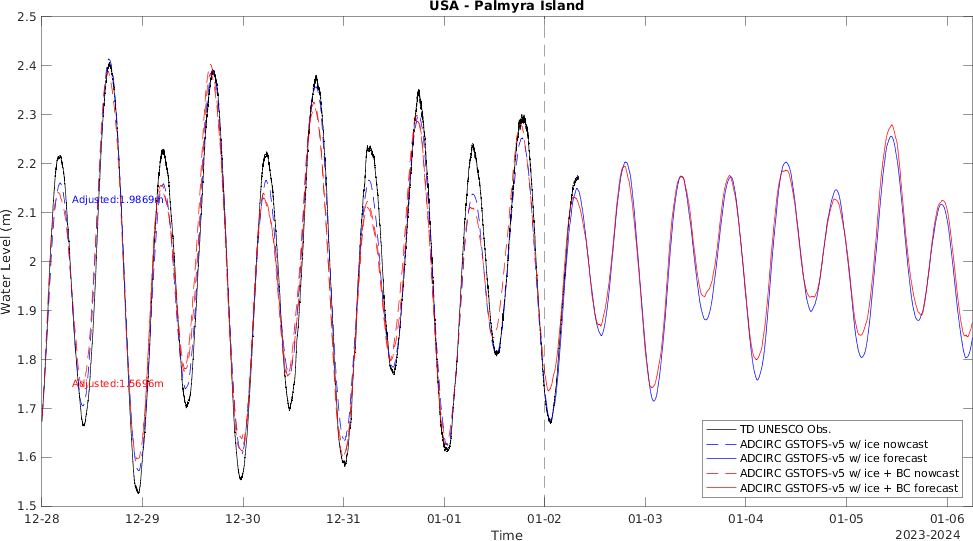 USA - Palmyra Island
2.5
2.4
2.3
2.2
2.1
2
1.9
1.8
1.7
1.6
1.5
Water Level (m)
Adjusted:1.9869m
Adjusted:1.5696m
TD UNESCO Obs.
ADCIRC GSTOFS-v5 w/ ice nowcast
ADCIRC GSTOFS-v5 w/ ice forecast
ADCIRC GSTOFS-v5 w/ ice + BC nowcast
ADCIRC GSTOFS-v5 w/ ice + BC forecast
12-28 12-29 12-30 12-31 01-01 01-02 01-03 01-04 01-05 01-06
Time
2023-2024